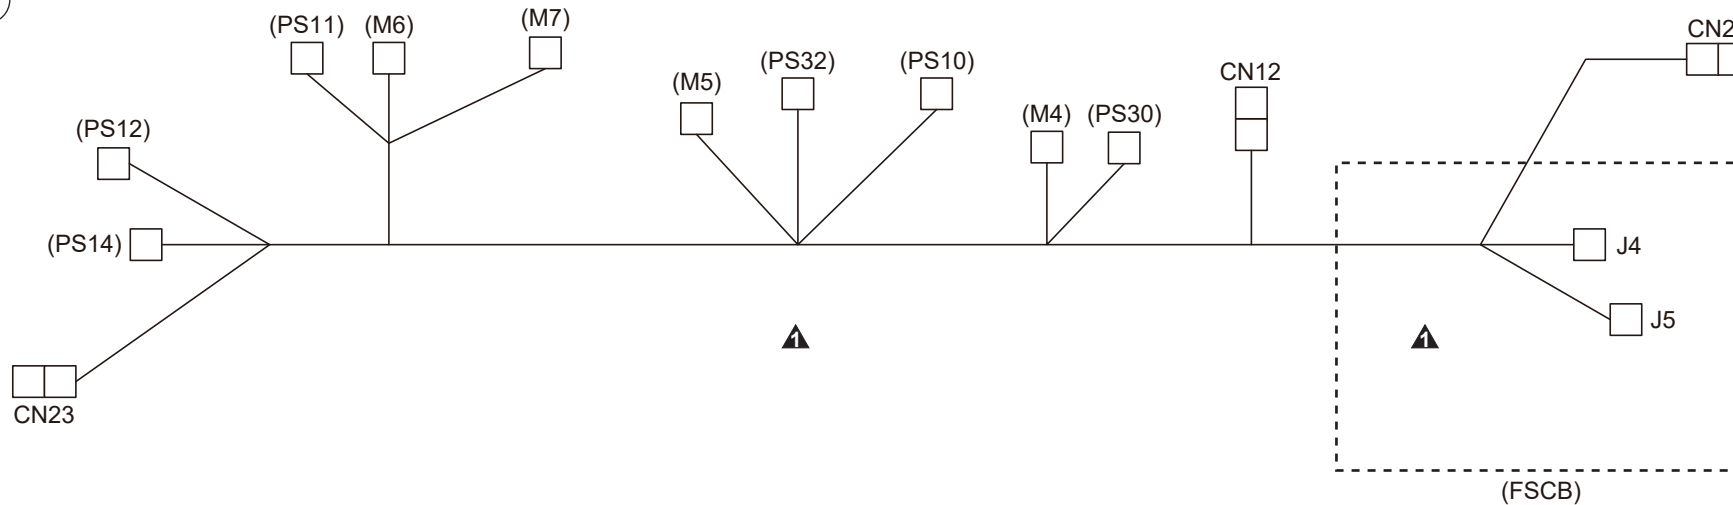 (PS11) (M6) (M7)
CN2
(PS32) (PS10)
(M5) CN12
(M4) (PS30)
(PS12)
(PS14)
J4
J5
1 1
CN23
(FSCB)